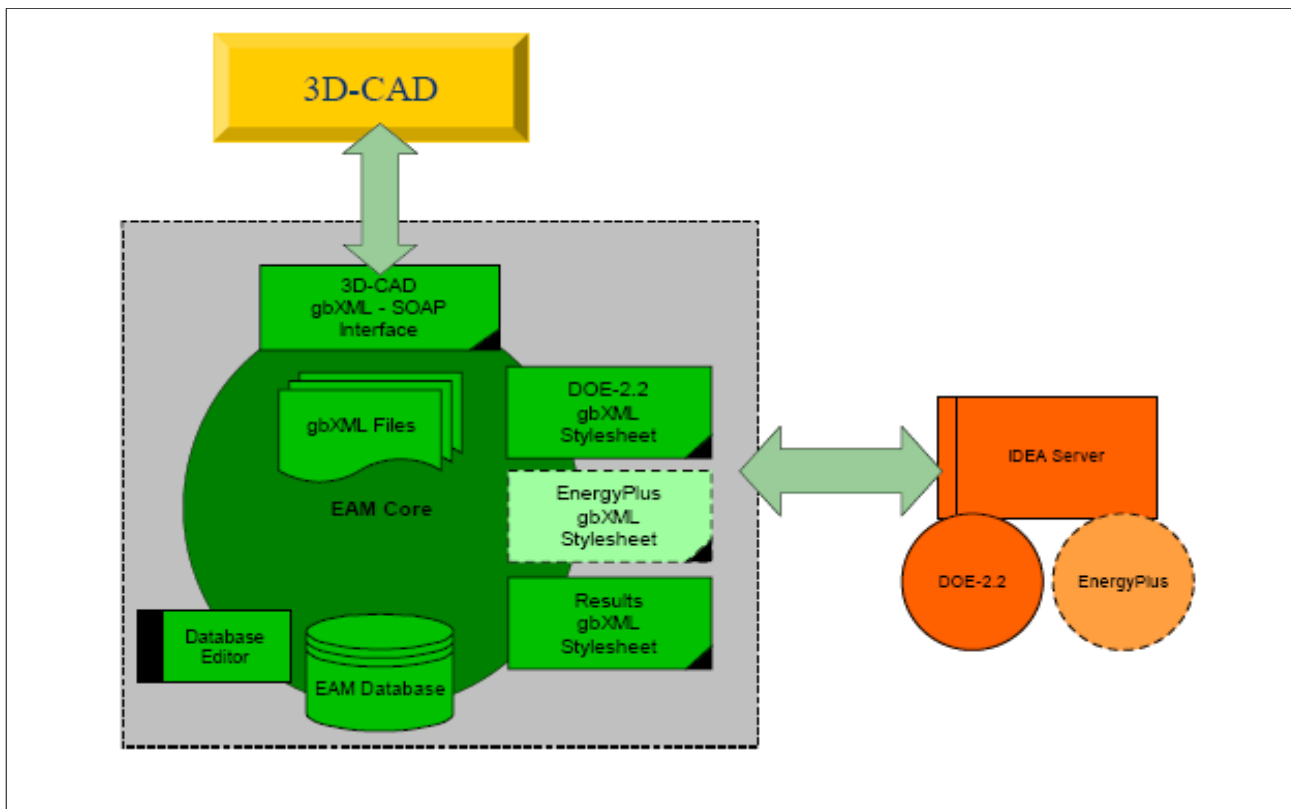 3D-CAD
3D-CAD
gbXML - SOAP
Interface
gbXML Files
EAM Core
DOE-2.2
gbXML
Stylesheet
EnergyPlus
gbXML
Stylesheet
Results
gbXML
Stylesheet
Database
Editor
EAM Database
IDEA Server
DOE-2.2
EnergyPlus